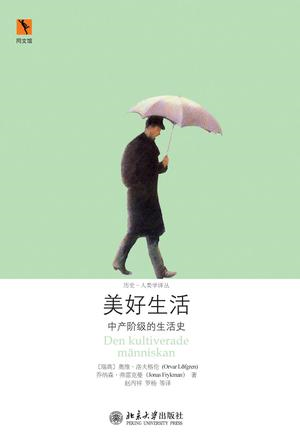 同文馆
历史-人类学译丛
美好生活
中产阶级的生活史
Den kultiverade
människan
［瑞典］奥维·洛夫格伦（Orvar Löfgren）
乔纳森·弗雷克曼（Jonas Frykman） 著
赵丙祥 罗杨 等译
北京大学出版社
PEKING UNIVERSITY PRESS